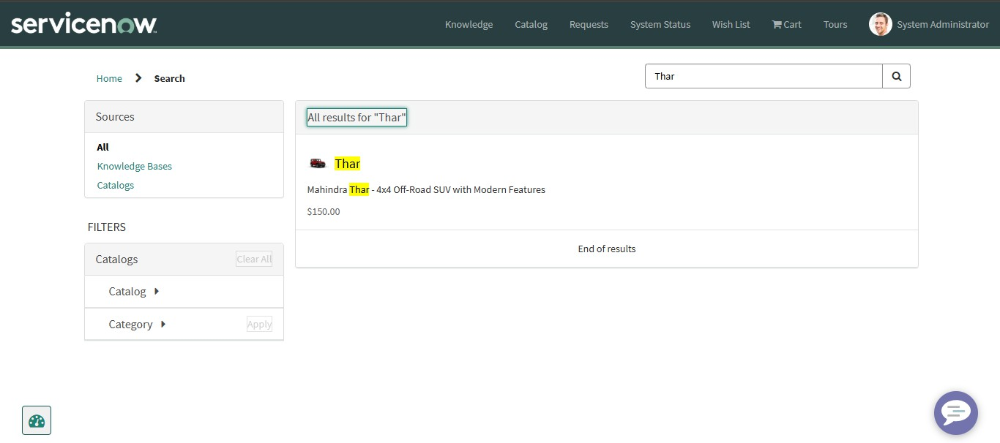 servicenow
Knowledge Catalog Requests System Status Wish List Cart Tours System Administrator
Home Search
Thar
Sources
All
Knowledge Bases
Catalogs
FILTERS
Catalogs Clear All
Catalog
Category Apply
All results for "Thar"
Thar
Mahindra Thar - 4x4 Off-Road SUV with Modern Features
$150.00
End of results